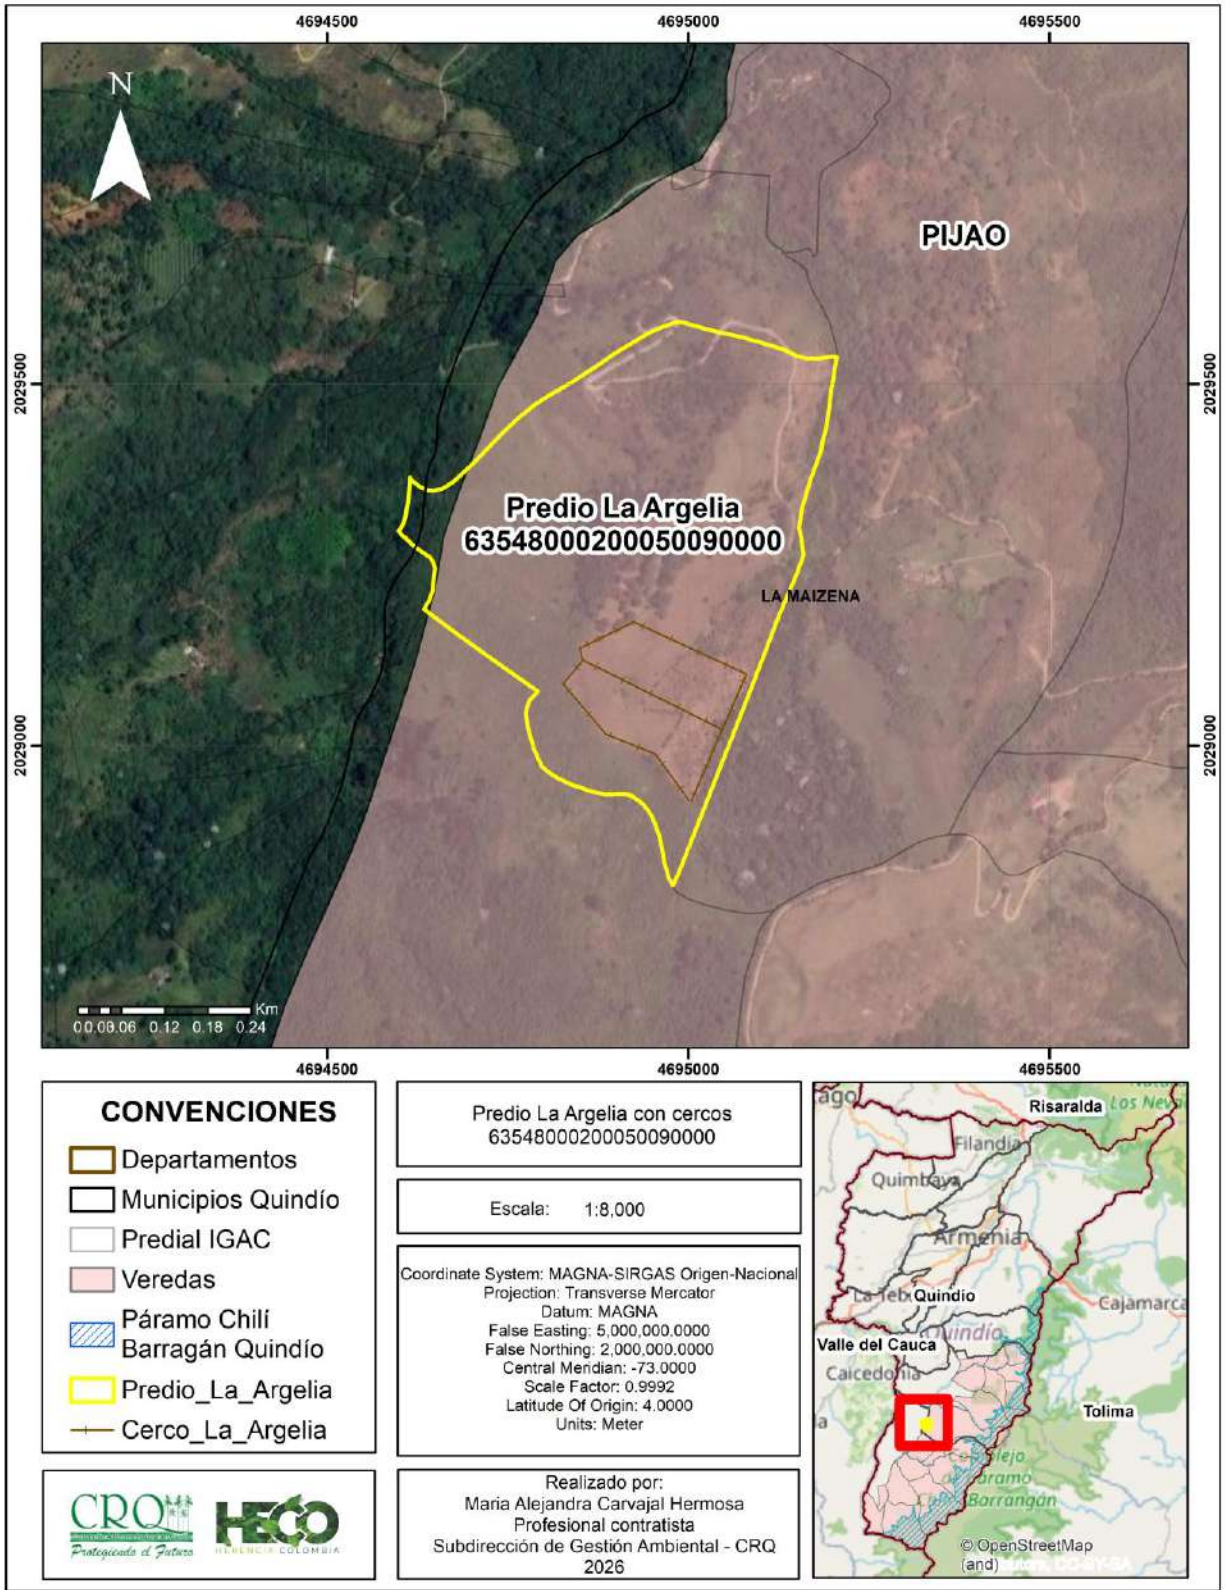 4694500
4695000
4695500
N
PIJAO
2029500
2029500
Predio La Argelia
63548000200050090000
LA MAIZENA
2029000
2029000
Km
0.12 0.18 0.24
4694500
4695000
4695500
CONVENCIONES
Departamentos
Municipios Quindío
Predial IGAC
Veredas
Páramo Chilí
Barragán Quindío
Predio_La_Argelia
Cerco_La_Argelia
CRQ
Protegiendo el Futuro
HECO
HERENCIA COLOMBIA
Predio La Argelia con cercos
63548000200050090000
Escala: 1:8,000
Coordinate System: MAGNA-SIRGAS Origen-Nacional
Projection: Transverse Mercator
Datum: MAGNA
False Easting: 5,000,000.0000
False Northing: 2,000,000.0000
Central Meridian: -73.0000
Scale Factor: 0.9992
Latitude Of Origin: 4.0000
Units: Meter
Realizado por:
Maria Alejandra Carvajal Hermosa
Profesional contratista
Subdirección de Gestión Ambiental - CRQ
2026
Risaralda
Filandia
Quimbaya
Armenia
Quindío
Cajamarca
Quindío
Valle del Cauca
Caicedonia
Tolima
© OpenStreetMap
(and)